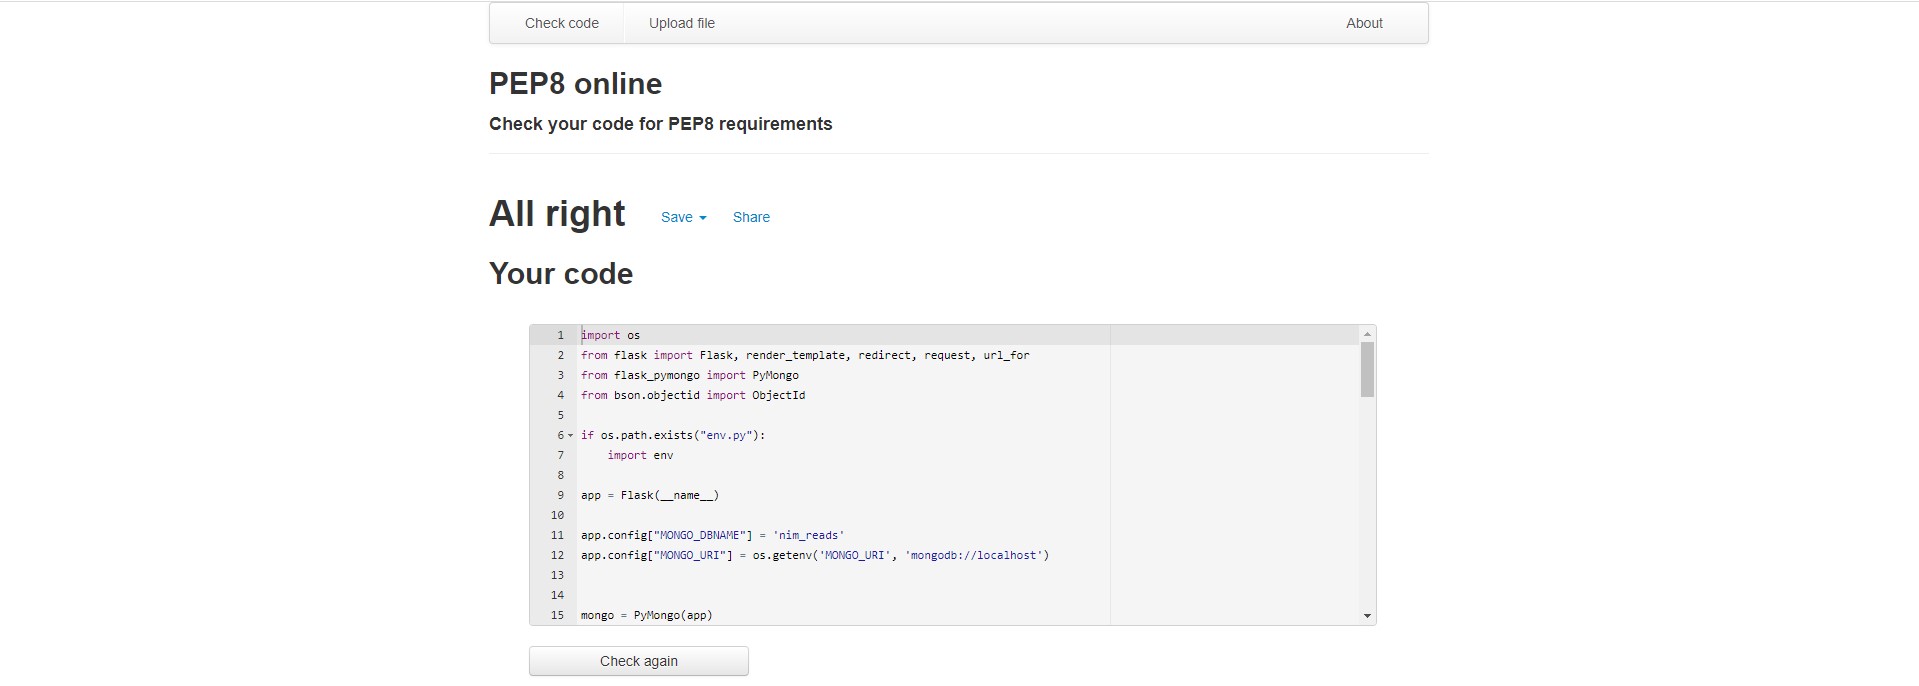 Check code Upload file About
PEP8 online
Check your code for PEP8 requirements
All right Save Share
Your code
1 import os
2 from flask import Flask, render_template, redirect, request, url_for
3 from flask_pymongo import PyMongo
4 from bson.objectid import ObjectId
5
6 if os.path.exists("env.py"):
7     import env
8
9 app = Flask(__name__)
10
11 app.config["MONGO_DBNAME"] = 'nim_reads'
12 app.config["MONGO_URI"] = os.getenv('MONGO_URI', 'mongodb://localhost')
13
14
15 mongo = PyMongo(app)
Check again